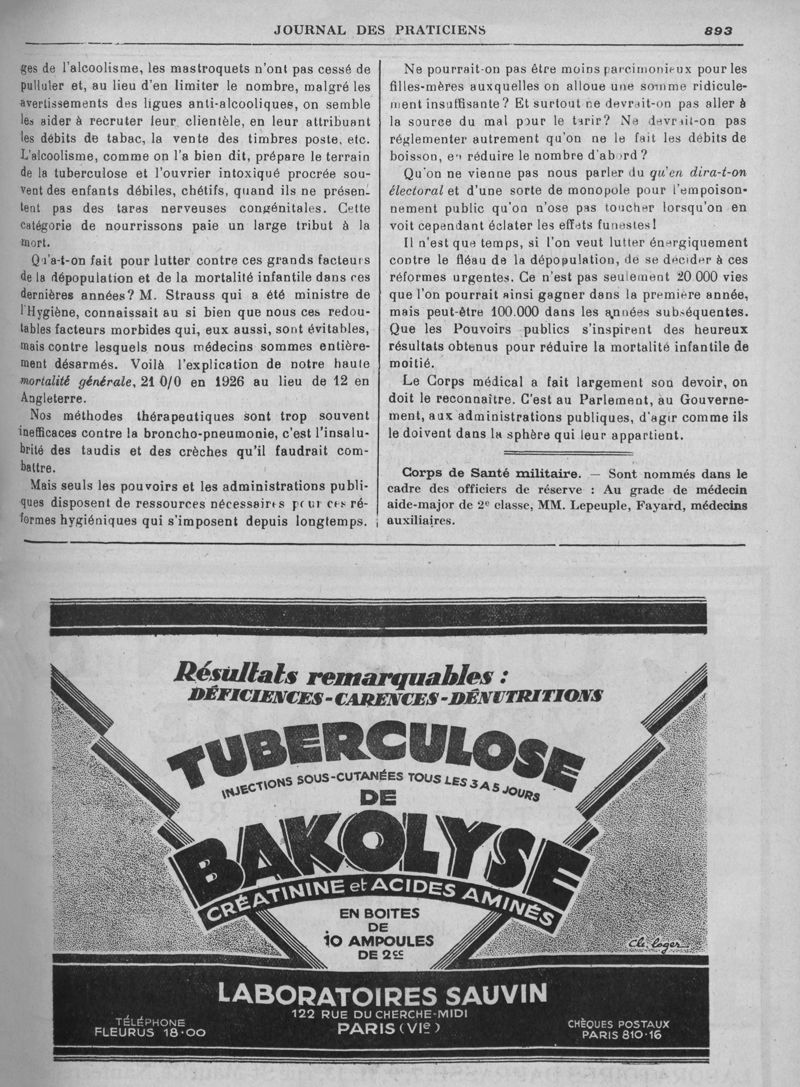 JOURNAL DES PRATICIENS
893
ges de l'alcoolisme, les mastroquets n'ont pas cessé de
pulluler et, au lieu d'en limiter le nombre, malgré les
avertissements des ligues anti-alcooliques, on semble
les aider à recruter leur clientèle, en leur attribuant
les débits de tabac, la vente des timbres poste, etc.
L'alcoolisme, comme on l'a bien dit, prépare le terrain
de la tuberculose et l'ouvrier intoxiqué procrée sou-
vent des enfants débiles, chétifs, quand ils ne présen-
tent pas des tares nerveuses congénitales. Cette
catégorie de nourrissons paie un large tribut à la
mort.
Qu'a-t-on fait pour lutter contre ces grands facteurs
de la dépopulation et de la mortalité infantile dans ces
dernières années? M. Strauss qui a été ministre de
l'Hygiène, connaissait au si bien que nous ces redou-
tables facteurs morbides qui, eux aussi, sont évitables,
mais contre lesquels nous médecins sommes entière-
ment désarmés. Voilà l'explication de notre haute
mortalité générale, 21 0/0 en 1926 au lieu de 12 en
Angleterre.
Nos méthodes thérapeutiques sont trop souvent
inefficaces contre la broncho-pneumonie, c'est l'insalu-
brité des taudis et des crèches qu'il faudrait com-
battre.
Mais seuls les pouvoirs et les administrations publi-
ques disposent de ressources nécessaires pour ces ré-
formes hygiéniques qui s'imposent depuis longtemps.
Ne pourrait-on pas être moins parcimonieux pour les
filles-mères auxquelles on alloue une somme ridicule-
ment insuffisante? Et surtout ne devrait-on pas aller à
la source du mal pour le tarir? Ne devrait-on pas
réglementer autrement qu'on ne le fait les débits de
boisson, en réduire le nombre d'abord?
Qu'on ne vienne pas nous parler du qu'en dira-t-on
électoral et d'une sorte de monopole pour l'empoison-
nement public qu'on n'ose pas toucher lorsqu'on en
voit cependant éclater les effets funestes!
Il n'est que temps, si l'on veut lutter énergiquement
contre le fléau de la dépopulation, de se décider à ces
réformes urgentes. Ce n'est pas seulement 20 000 vies
que l'on pourrait ainsi gagner dans la première année,
mais peut-être 100.000 dans les années subséquentes.
Que les Pouvoirs publics s'inspirent des heureux
résultats obtenus pour réduire la mortalité infantile de
moitié.
Le Corps médical a fait largement son devoir, on
doit le reconnaître. C'est au Parlement, au Gouverne-
ment, aux administrations publiques, d'agir comme ils
le doivent dans la sphère qui leur appartient.
Corps de Santé militaire. — Sont nommés dans le
cadre des officiers de réserve : Au grade de médecin
aide-major de 2e classe, MM. Lepeuple, Fayard, médecins
auxiliaires.
Résultats remarquables :
DÉFICIENCES-CARENCES-DÉNUTRITIONS
TUBERCULOSE
INJECTIONS SOUS-CUTANÉES TOUS LES 3 A 5 JOURS
DE
BAKOLYSE
CRÉATININE et ACIDES AMINÉS
EN BOITES
DE
10 AMPOULES
DE 2cc
Ch. Loger
LABORATOIRES SAUVIN
122 RUE DU CHERCHE-MIDI
PARIS (VIe)
TÉLÉPHONE
FLEURUS 18-00
CHÈQUES POSTAUX
PARIS 810-16